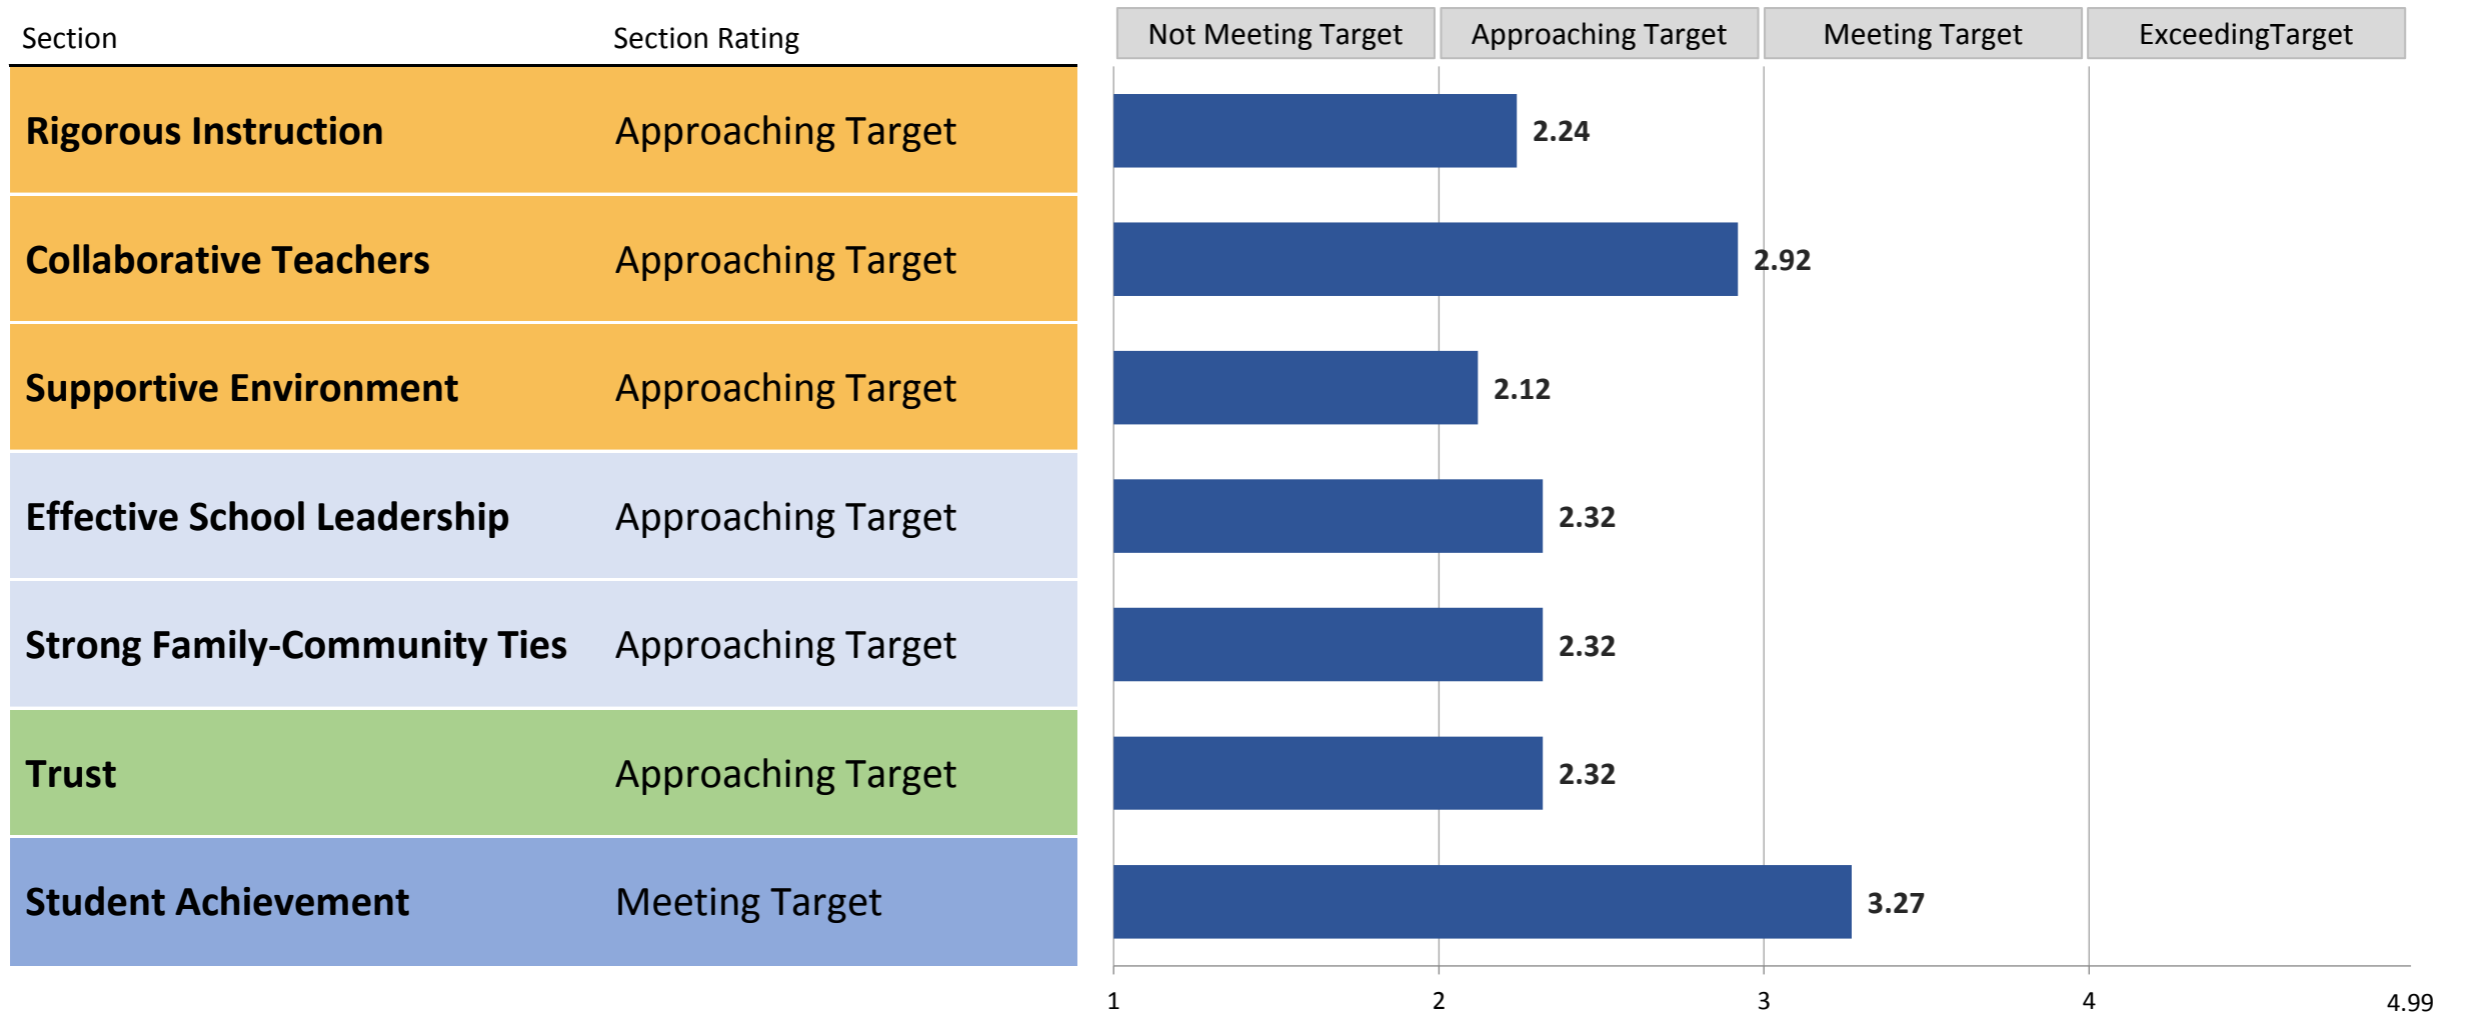 Section Section Rating Not Meeting Target Approaching Target Meeting Target ExceedingTarget
Rigorous Instruction Approaching Target 2.24
Collaborative Teachers Approaching Target 2.92
Supportive Environment Approaching Target 2.12
Effective School Leadership Approaching Target 2.32
Strong Family-Community Ties Approaching Target 2.32
Trust Approaching Target 2.32
Student Achievement Meeting Target 3.27
1 2 3 4 4.99